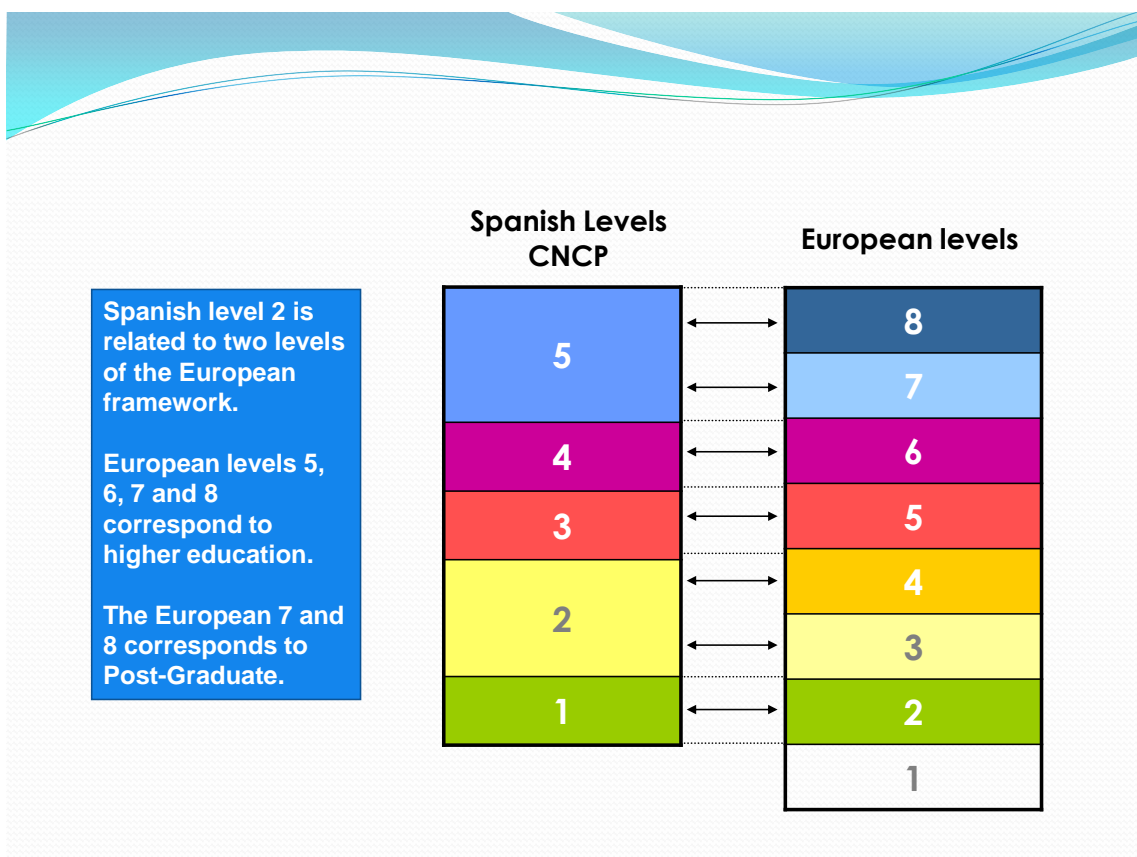 Spanish Levels
CNCP
European levels
Spanish level 2 is
related to two levels
of the European
framework.
European levels 5,
6, 7 and 8
correspond to
higher education.
The European 7 and
8 corresponds to
Post-Graduate.
5
4
3
2
1
8
7
6
5
4
3
2
1